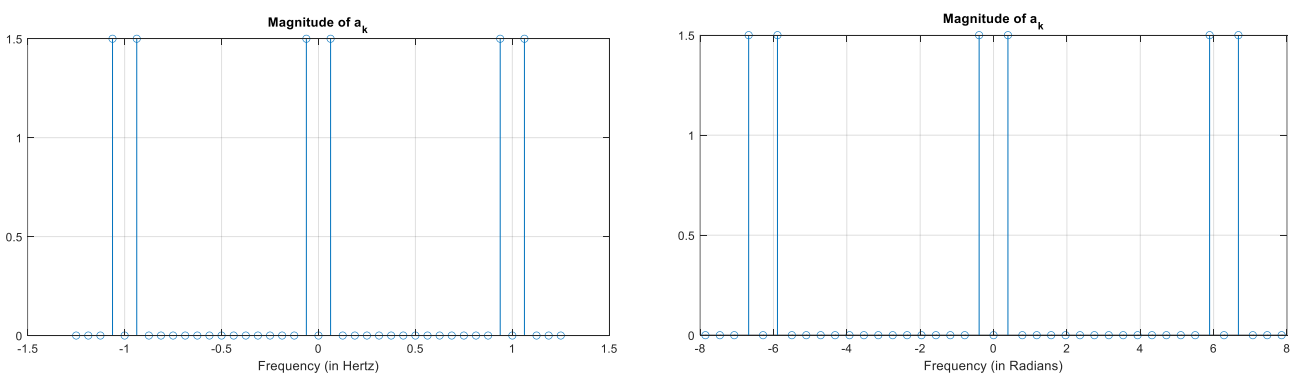 Magnitude of a_k
1.5
1
0.5
0
-1.5 -1 -0.5 0 0.5 1 1.5
Frequency (in Hertz)
Magnitude of a_k
1.5
1
0.5
0
-8 -6 -4 -2 0 2 4 6 8
Frequency (in Radians)